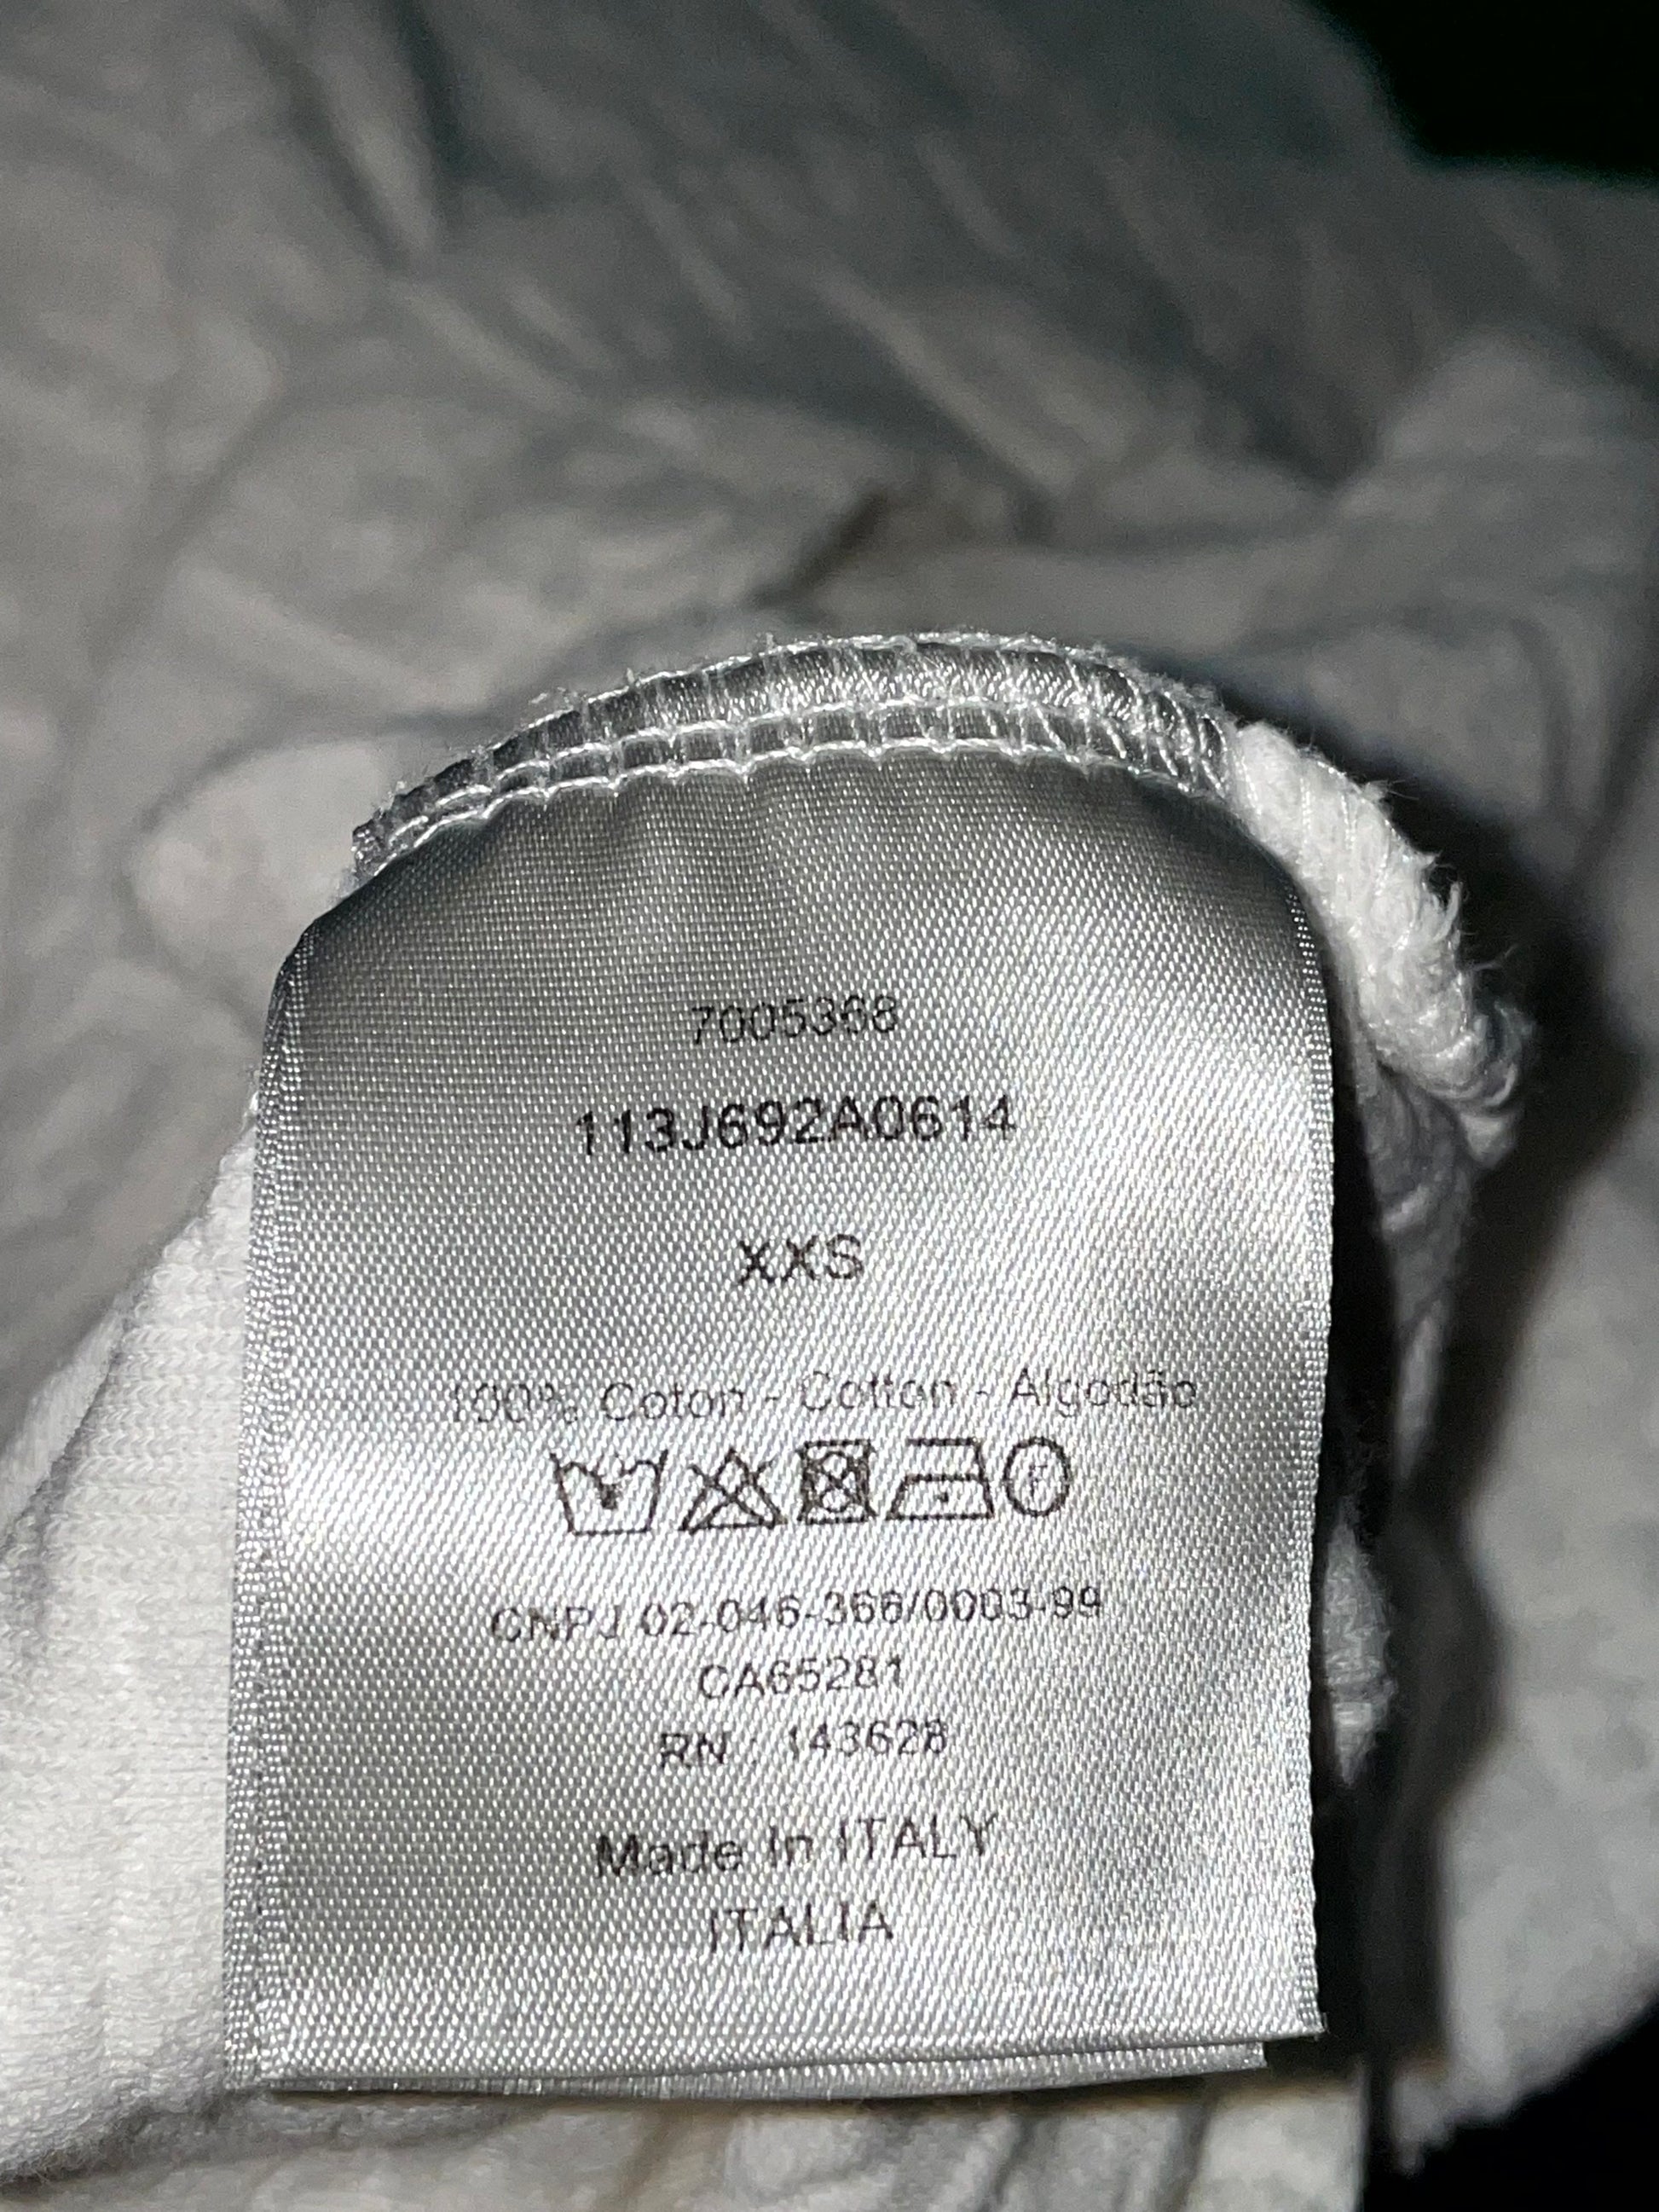 7005368
113J692A0614
XXS
100% Coton - Cotton - Algodão
F
CNPJ 02-046-366/0003-99
CA65281
RN 143628
Made In ITALY
ITALIA